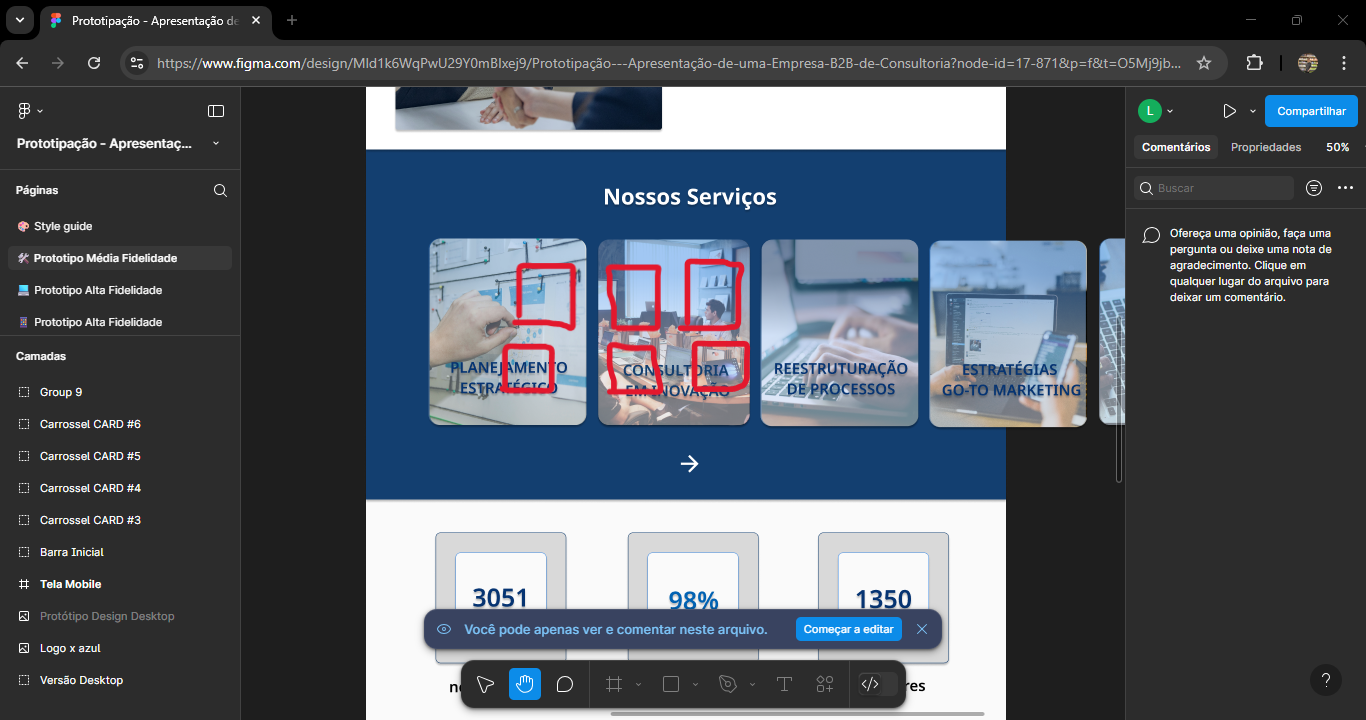 Prototipação - Apresentação de
https://www.figma.com/design/MId1k6WqPwU29Y0mBIxej9/Prototipação---Apresentação-de-uma-Empresa-B2B-de-Consultoria?node-id=17-871&p=f&t=O5Mj9jb...
Prototipação - Apresentaç...
Páginas
Style guide
Prototipo Média Fidelidade
Prototipo Alta Fidelidade
Prototipo Alta Fidelidade
Camadas
Group 9
Carrossel CARD #6
Carrossel CARD #5
Carrossel CARD #4
Carrossel CARD #3
Barra Inicial
Tela Mobile
Protótipo Design Desktop
Logo x azul
Versão Desktop
Nossos Serviços
PLANEJAMENTO
ESTRATÉGICO
CONSULTORIA
EM INOVAÇÃO
REESTRUTURAÇÃO
DE PROCESSOS
ESTRATÉGIAS
GO-TO MARKETING
3051
98%
1350
Você pode apenas ver e comentar neste arquivo.
Começar a editar
L
Compartilhar
Comentários
Propriedades
50%
Buscar
Ofereça uma opinião, faça uma
pergunta ou deixe uma nota de
agradecimento. Clique em
qualquer lugar do arquivo para
deixar um comentário.
?